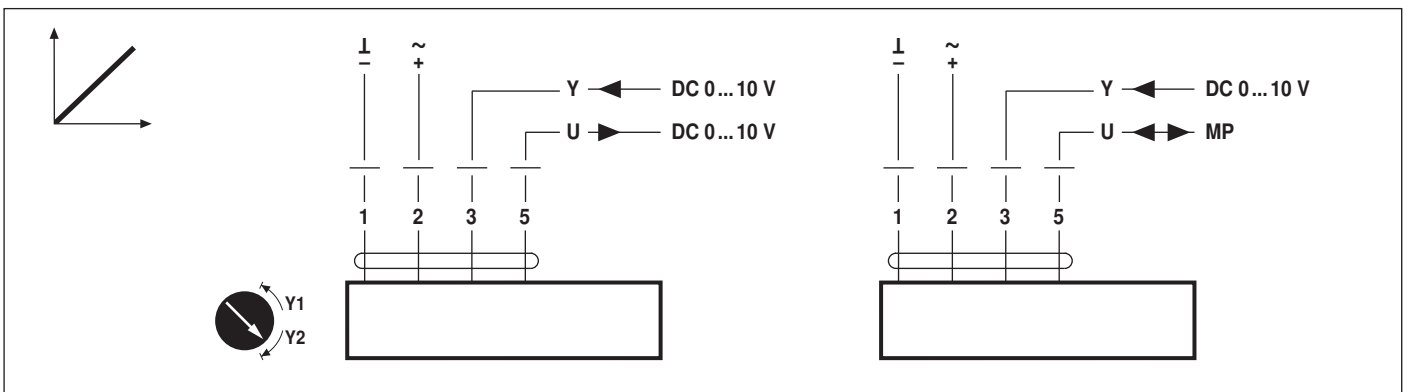 ⊥ ~
– +
Y DC 0...10 V
U DC 0...10 V
1 2 3 5
Y1
Y2
⊥ ~
– +
Y DC 0...10 V
U MP
1 2 3 5